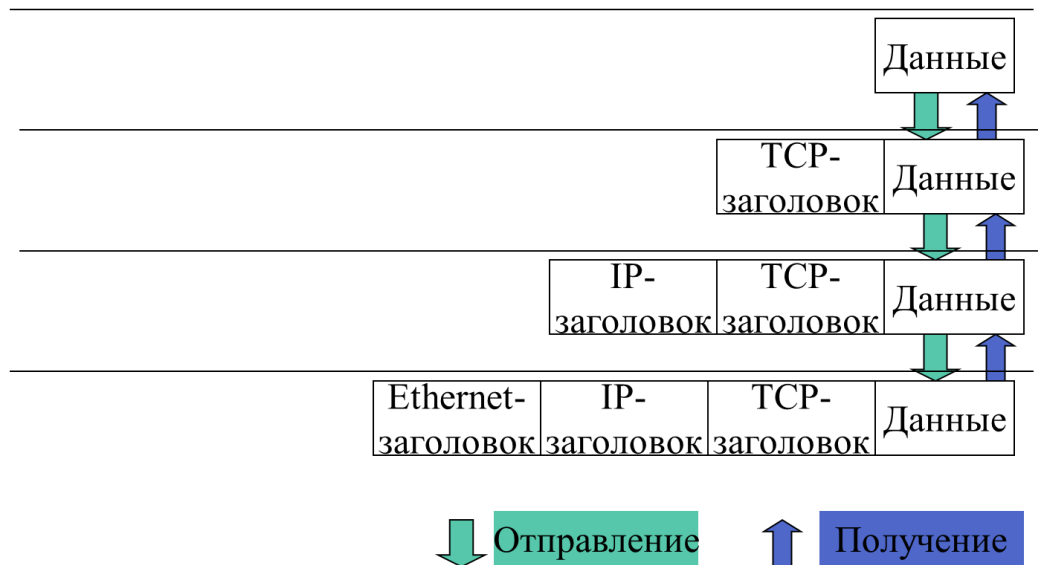 Данные
TCP-
заголовок
Данные
IP-
заголовок
TCP-
заголовок
Данные
Ethernet-
заголовок
IP-
заголовок
TCP-
заголовок
Данные
Отправление
Получение